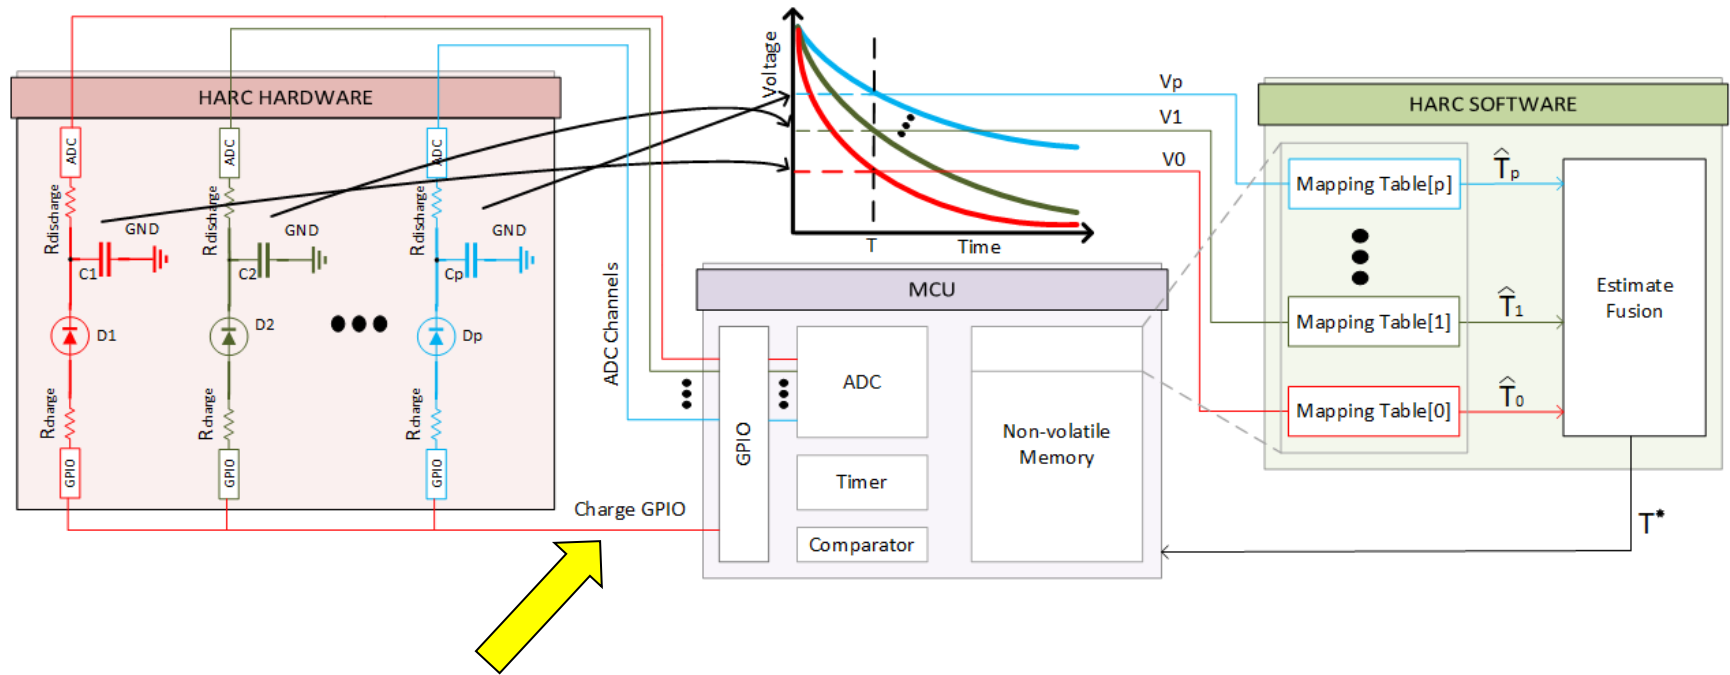 HARC HARDWARE
ADC
ADC
ADC
Rdischarge
Rdischarge
Rdischarge
GND
GND
GND
C1
C2
Cp
D1
D2
Dp
Rcharge
Rcharge
Rcharge
GPIO
GPIO
GPIO
ADC Channels
Charge GPIO
Voltage
T
Time
Vp
V1
V0
MCU
GPIO
ADC
Timer
Comparator
Non-volatile
Memory
HARC SOFTWARE
Mapping Table[p]
T̂p
Mapping Table[1]
T̂1
Mapping Table[0]
T̂0
Estimate
Fusion
T*